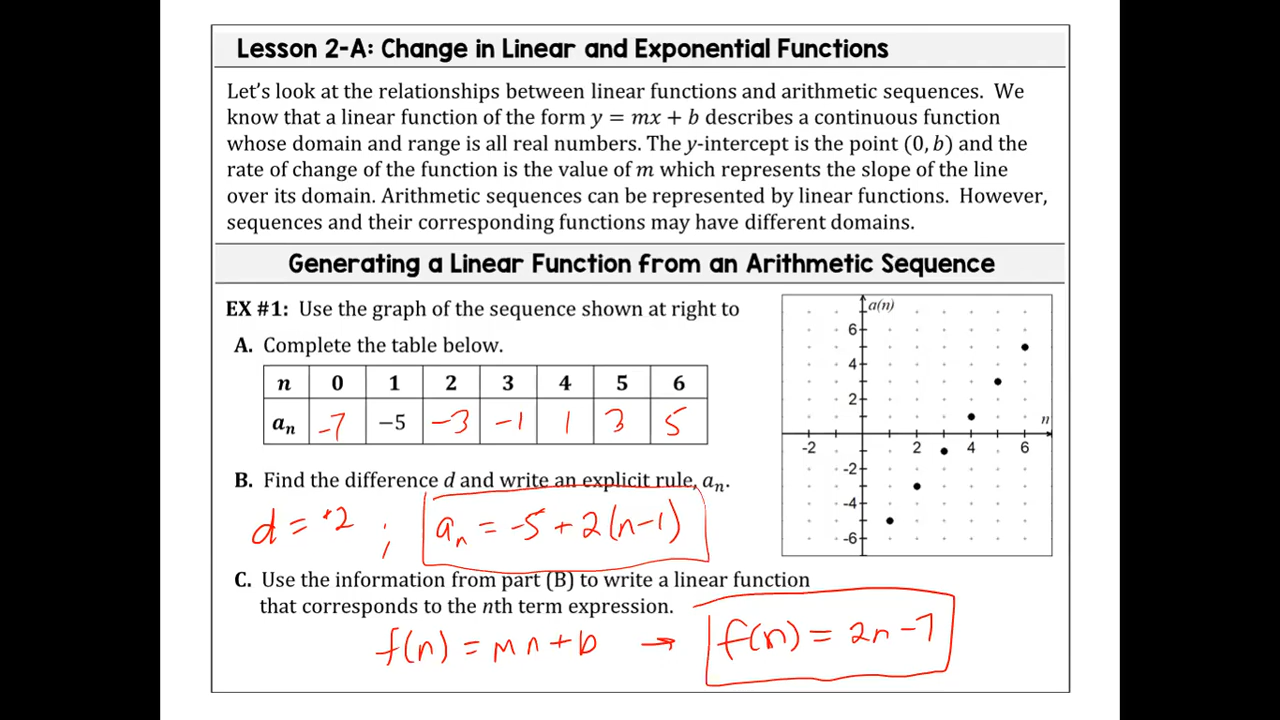 Lesson 2-A: Change in Linear and Exponential Functions
Let’s look at the relationships between linear functions and arithmetic sequences. We
know that a linear function of the form y = mx + b describes a continuous function
whose domain and range is all real numbers. The y-intercept is the point (0, b) and the
rate of change of the function is the value of m which represents the slope of the line
over its domain. Arithmetic sequences can be represented by linear functions. However,
sequences and their corresponding functions may have different domains.
Generating a Linear Function from an Arithmetic Sequence
EX #1: Use the graph of the sequence shown at right to
A. Complete the table below.
n 0 1 2 3 4 5 6
aₙ -7 −5 -3 -1 1 3 5
B. Find the difference d and write an explicit rule, aₙ.
d = +2 ; aₙ = -5 + 2(n-1)
C. Use the information from part (B) to write a linear function
that corresponds to the nth term expression.
f(n) = mn + b → f(n) = 2n - 7
a(n)
6
4
2
n
-2 2 4 6
-2
-4
-6